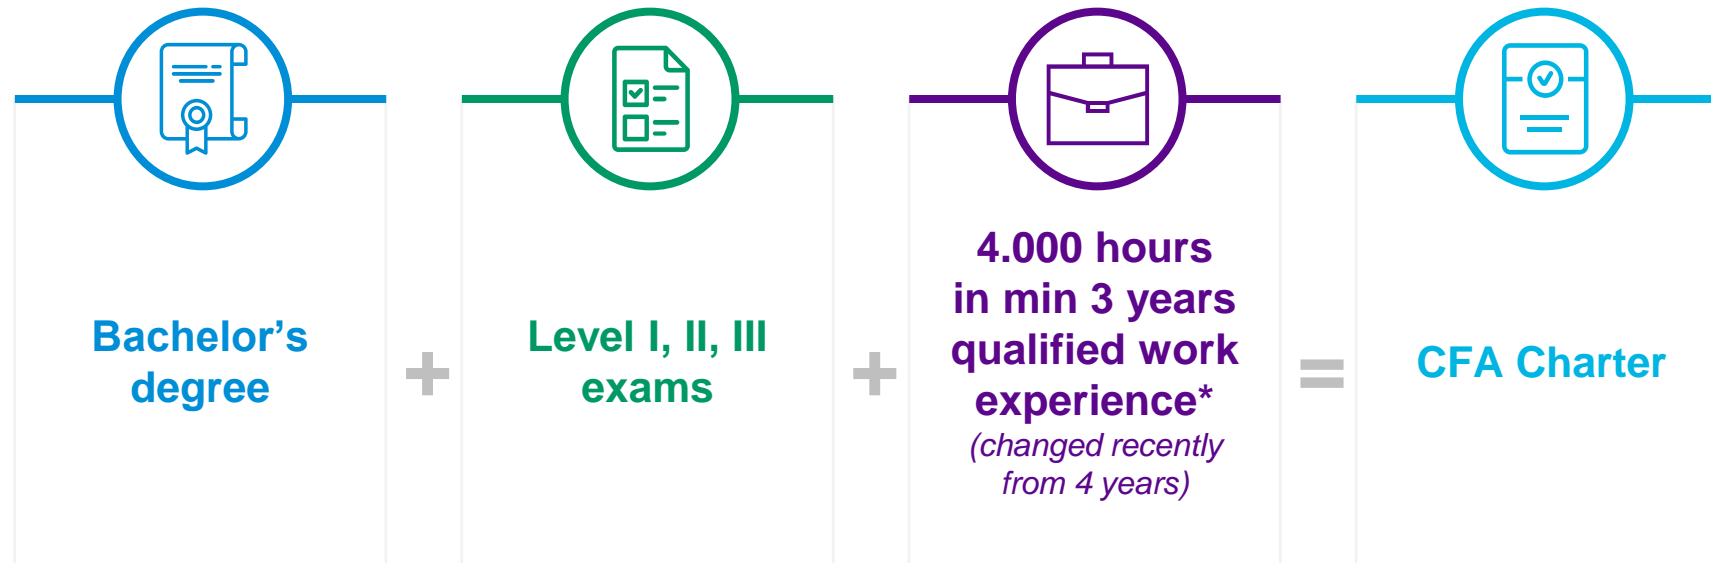 Bachelor’s
degree
+
Level I, II, III
exams
+
4.000 hours
in min 3 years
qualified work
experience*
(changed recently
from 4 years)
=
CFA Charter